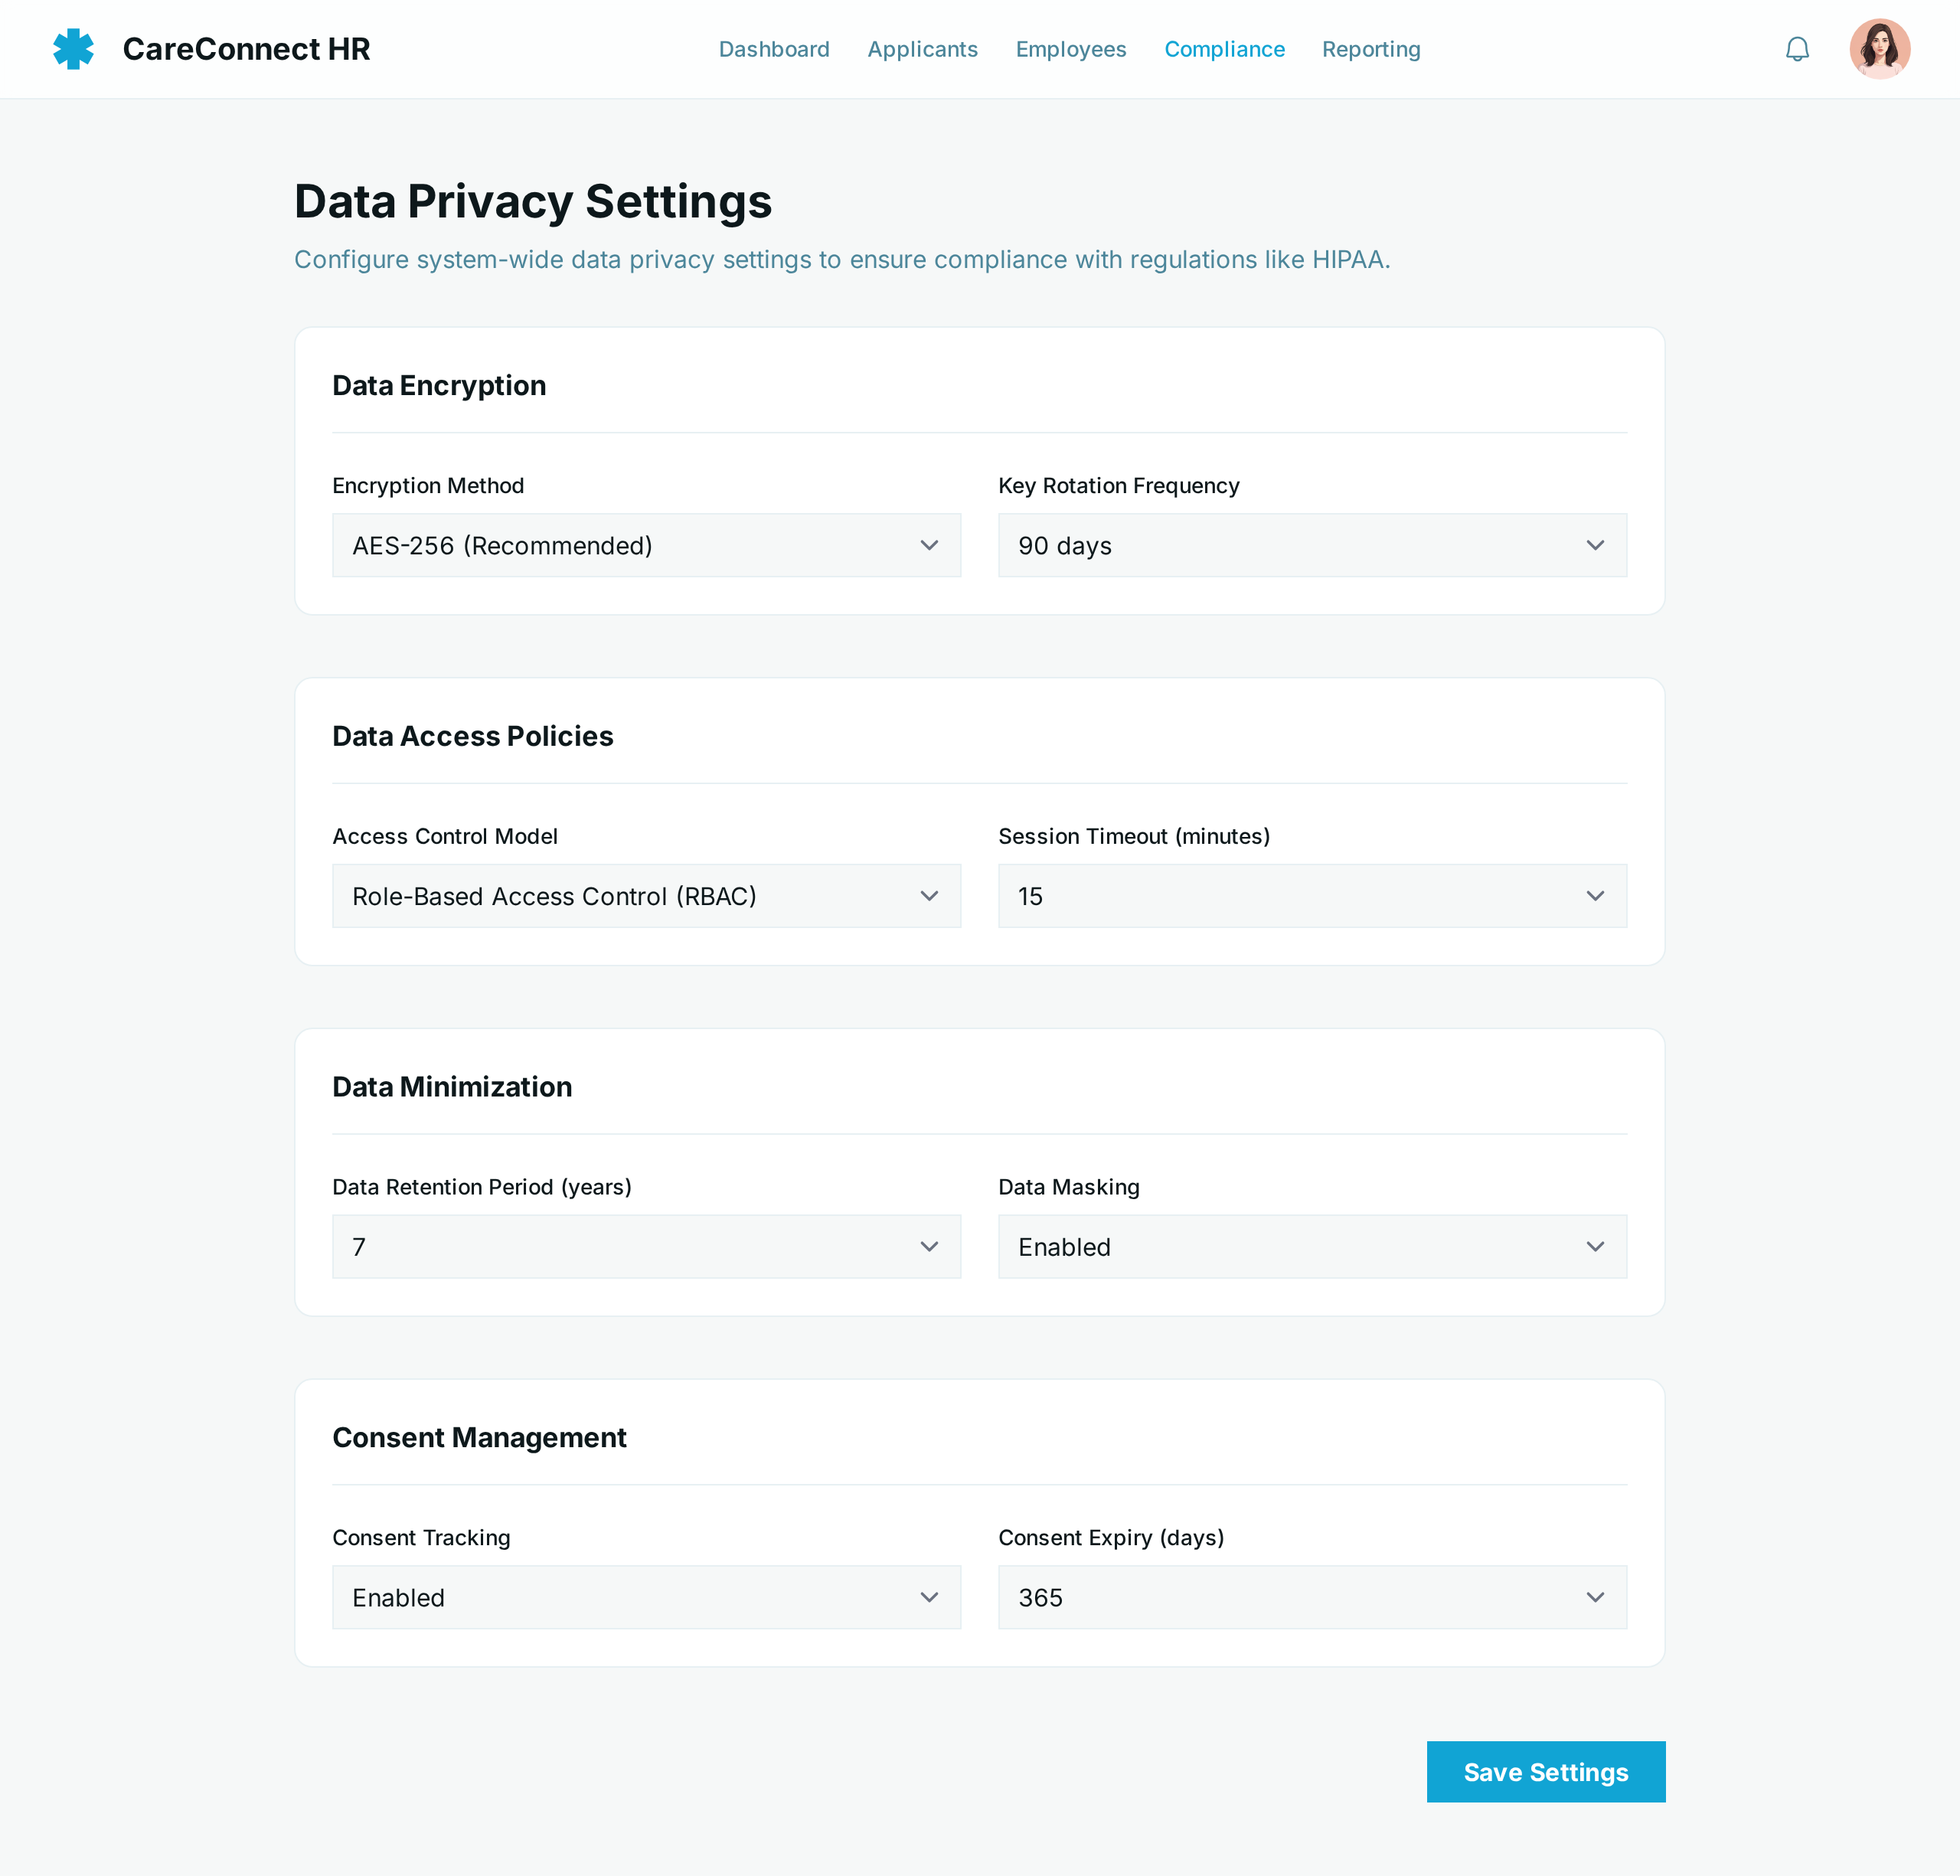 CareConnect HR
Dashboard
Applicants
Employees
Compliance
Reporting
Data Privacy Settings
Configure system-wide data privacy settings to ensure compliance with regulations like HIPAA.
Data Encryption
Encryption Method
Key Rotation Frequency
AES-256 (Recommended)
90 days
Data Access Policies
Access Control Model
Session Timeout (minutes)
Role-Based Access Control (RBAC)
15
Data Minimization
Data Retention Period (years)
Data Masking
7
Enabled
Consent Management
Consent Tracking
Consent Expiry (days)
Enabled
365
Save Settings